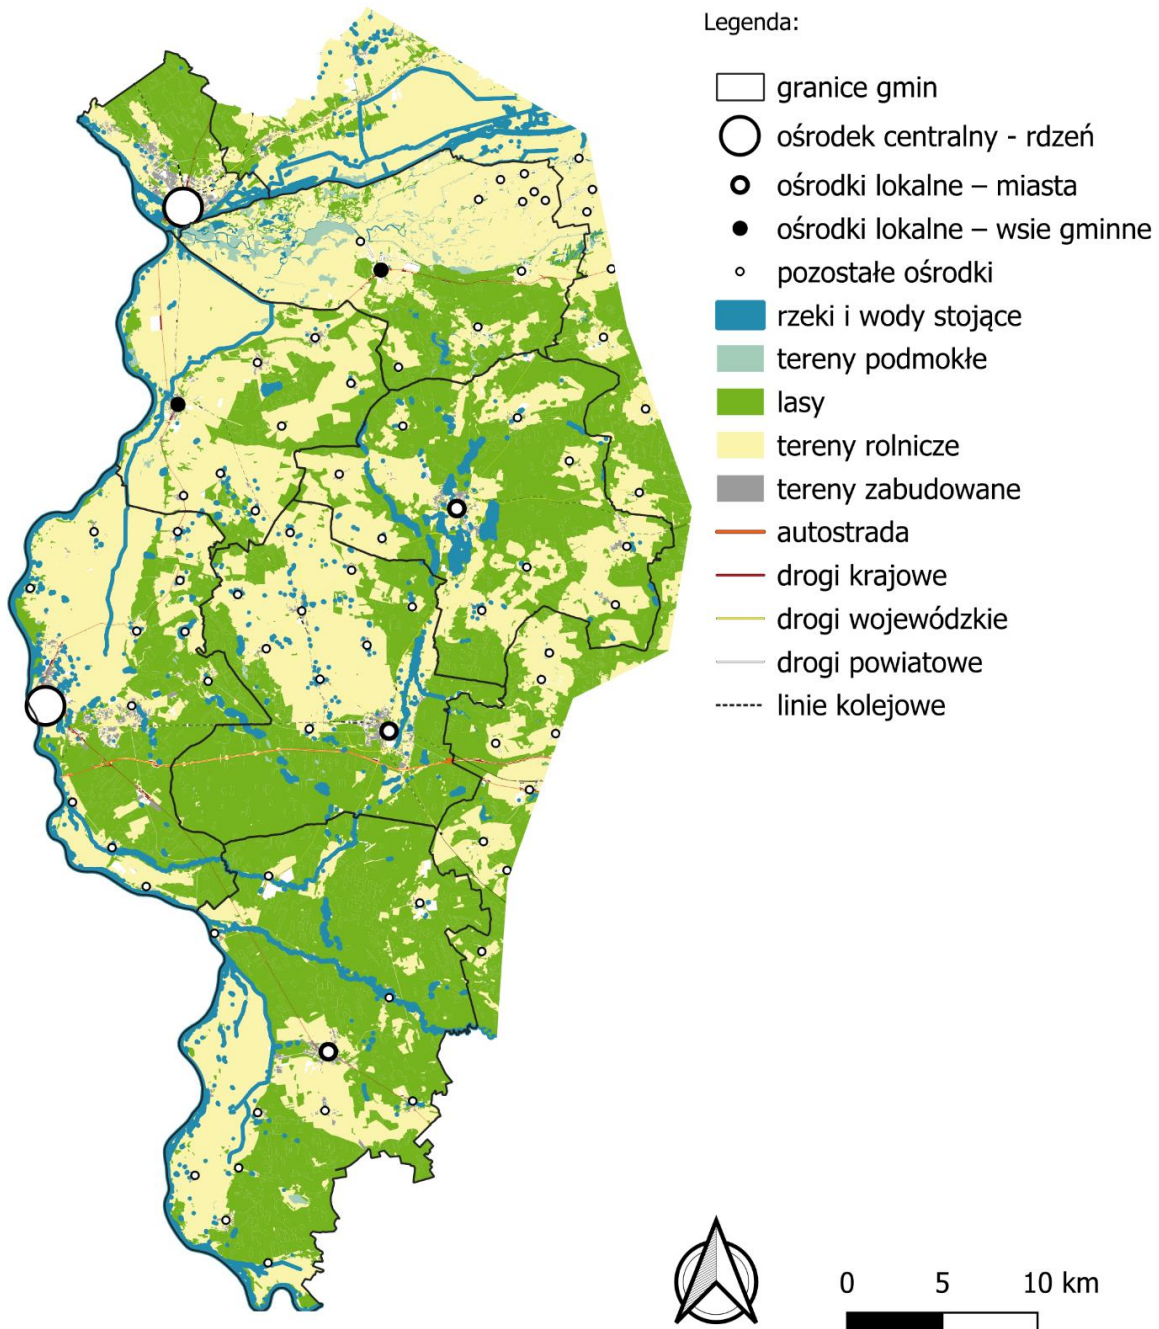 Legenda:
granice gmin
ośrodek centralny - rdzeń
ośrodki lokalne – miasta
ośrodki lokalne – wsie gminne
pozostałe ośrodki
rzeki i wody stojące
tereny podmokłe
lasy
tereny rolnicze
tereny zabudowane
autostrada
drogi krajowe
drogi wojewódzkie
drogi powiatowe
linie kolejowe
0 5 10 km